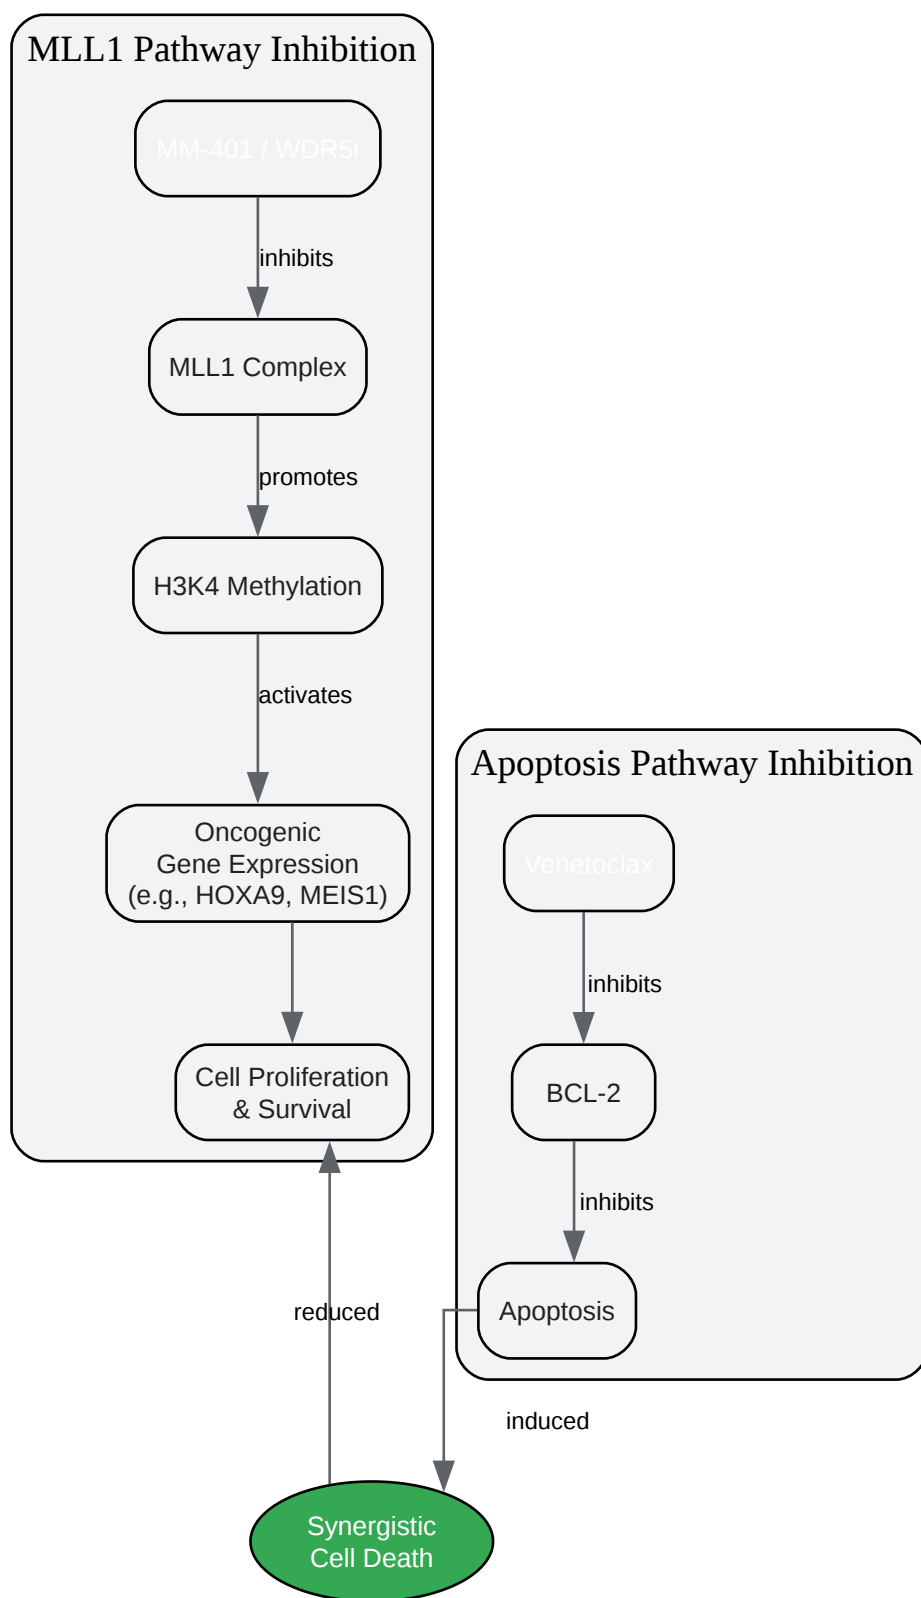 MLL1 Pathway Inhibition
MM-401 / WDR5i
inhibits
MLL1 Complex
promotes
H3K4 Methylation
activates
Oncogenic
Gene Expression
(e.g., HOXA9, MEIS1)
Cell Proliferation
& Survival
Apoptosis Pathway Inhibition
Venetoclax
inhibits
BCL-2
inhibits
Apoptosis
reduced
induced
Synergistic
Cell Death